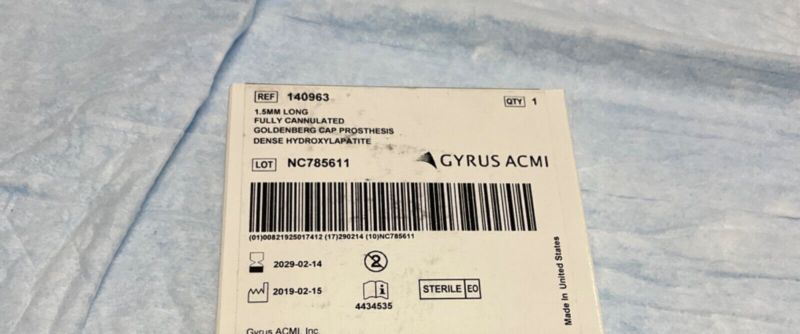 REF 140963
QTY 1
1.5MM LONG
FULLY CANNULATED
GOLDENBERG CAP PROSTHESIS
DENSE HYDROXYLAPATITE
LOT NC785611
GYRUS ACMI
(01)00821925017412 (17)290214 (10)NC785611
2029-02-14
2
2019-02-15
4434535
STERILE EO
Made In United States
Gyrus ACMI, Inc.